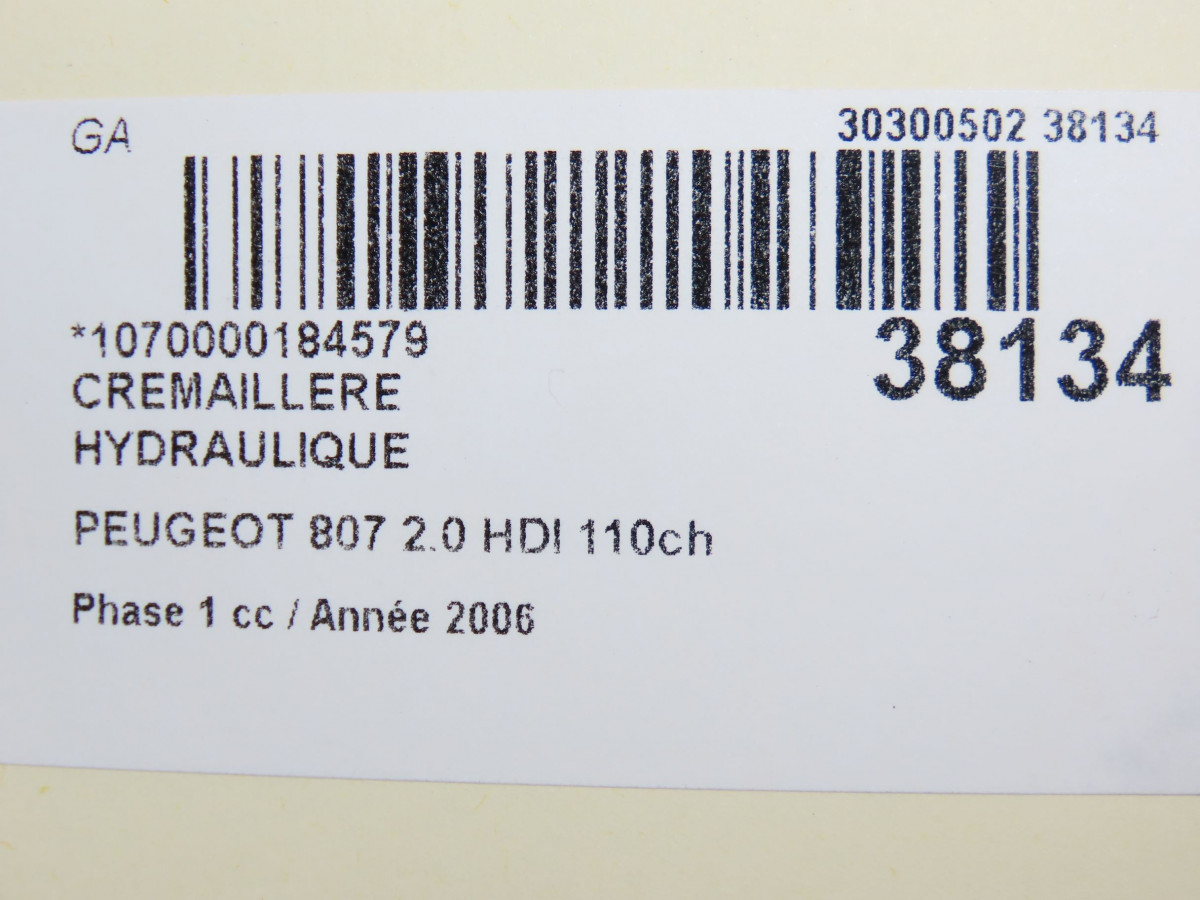 GA
30300502 38134
*1070000184579
38134
CREMAILLERE
HYDRAULIQUE
PEUGEOT 807 2.0 HDI 110ch
Phase 1 cc / Année 2006